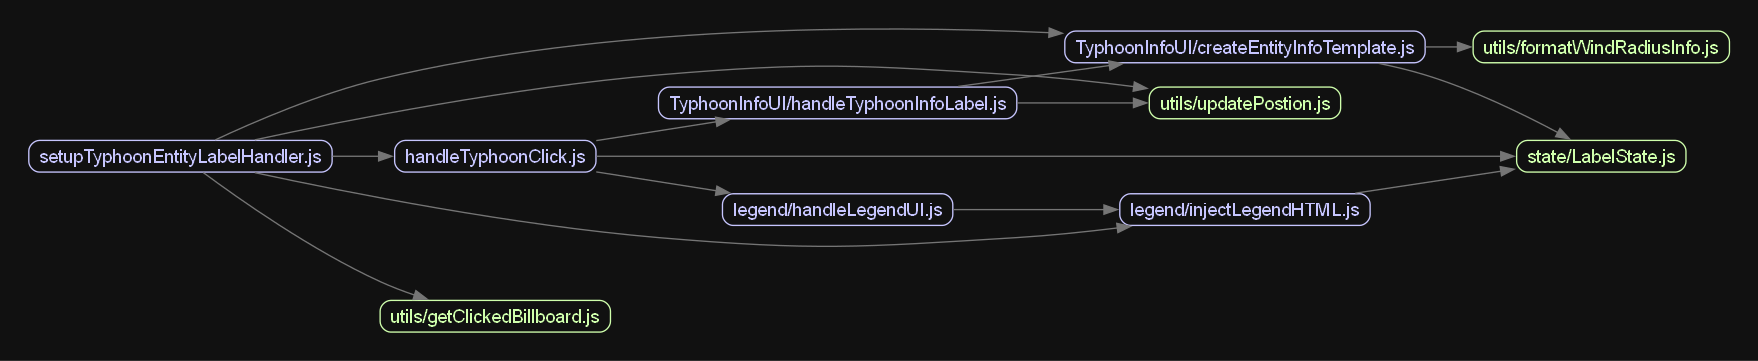 TyphoonInfoUI/createEntityInfoTemplate.js
utils/formatWindRadiusInfo.js
TyphoonInfoUI/handleTyphoonInfoLabel.js
utils/updatePostion.js
setupTyphoonEntityLabelHandler.js
handleTyphoonClick.js
state/LabelState.js
legend/handleLegendUI.js
legend/injectLegendHTML.js
utils/getClickedBillboard.js